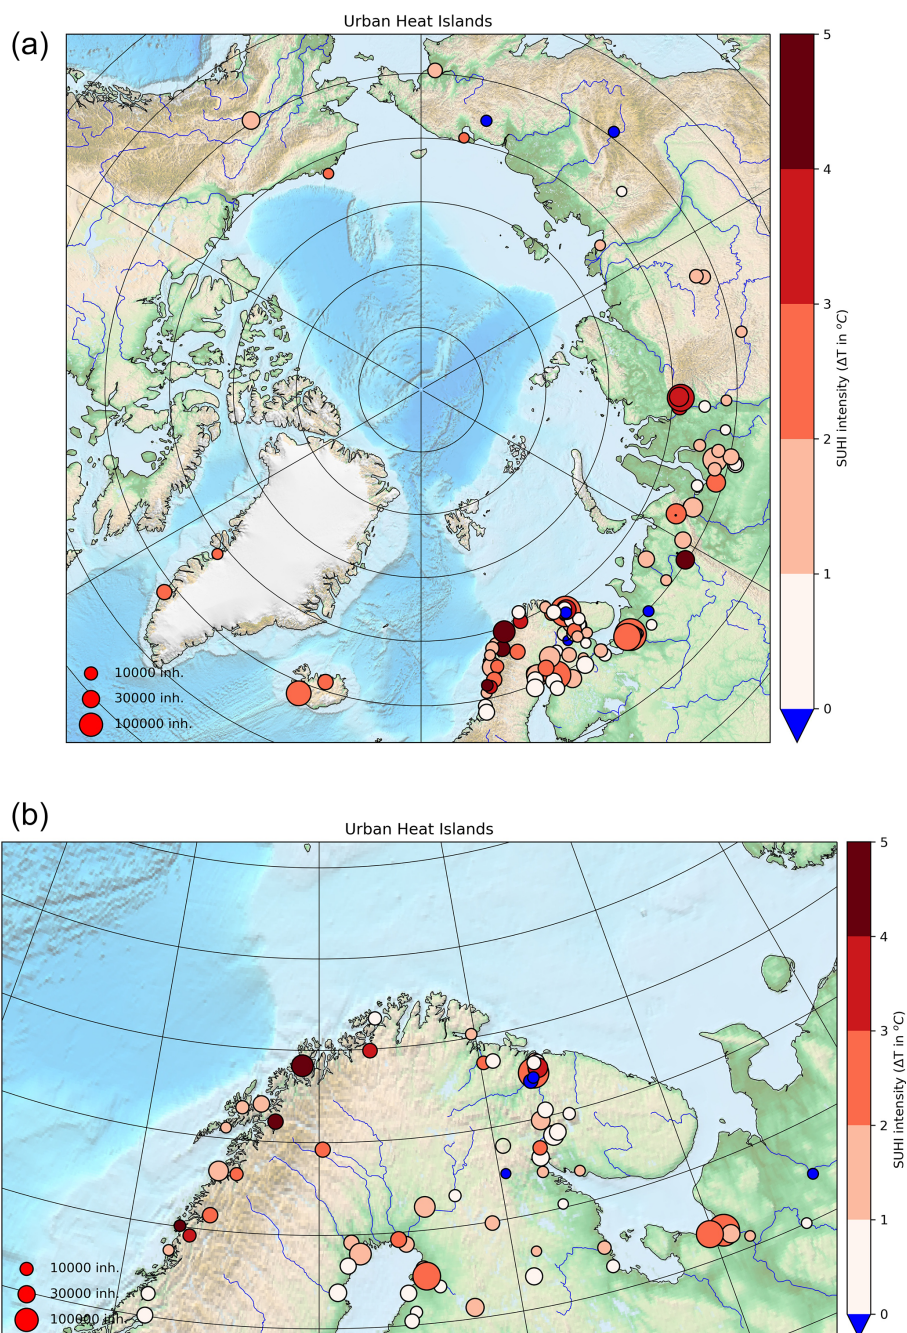 (a)
Urban Heat Islands
5
4
3
2
1
0
SUHI intensity (ΔT in °C)
10000 inh.
30000 inh.
100000 inh.
(b)
Urban Heat Islands
5
4
3
2
1
0
SUHI intensity (ΔT in °C)
10000 inh.
30000 inh.
100000 inh.